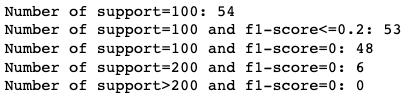 Number of support=100: 54
Number of support=100 and f1-score<=0.2: 53
Number of support=100 and f1-score=0: 48
Number of support=200 and f1-score=0: 6
Number of support>200 and f1-score=0: 0